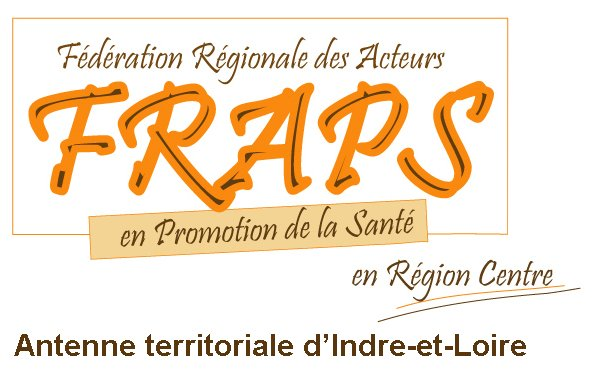 Fédération Régionale des Acteurs
FRAPS
en Promotion de la Santé
en Région Centre
Antenne territoriale d’Indre-et-Loire